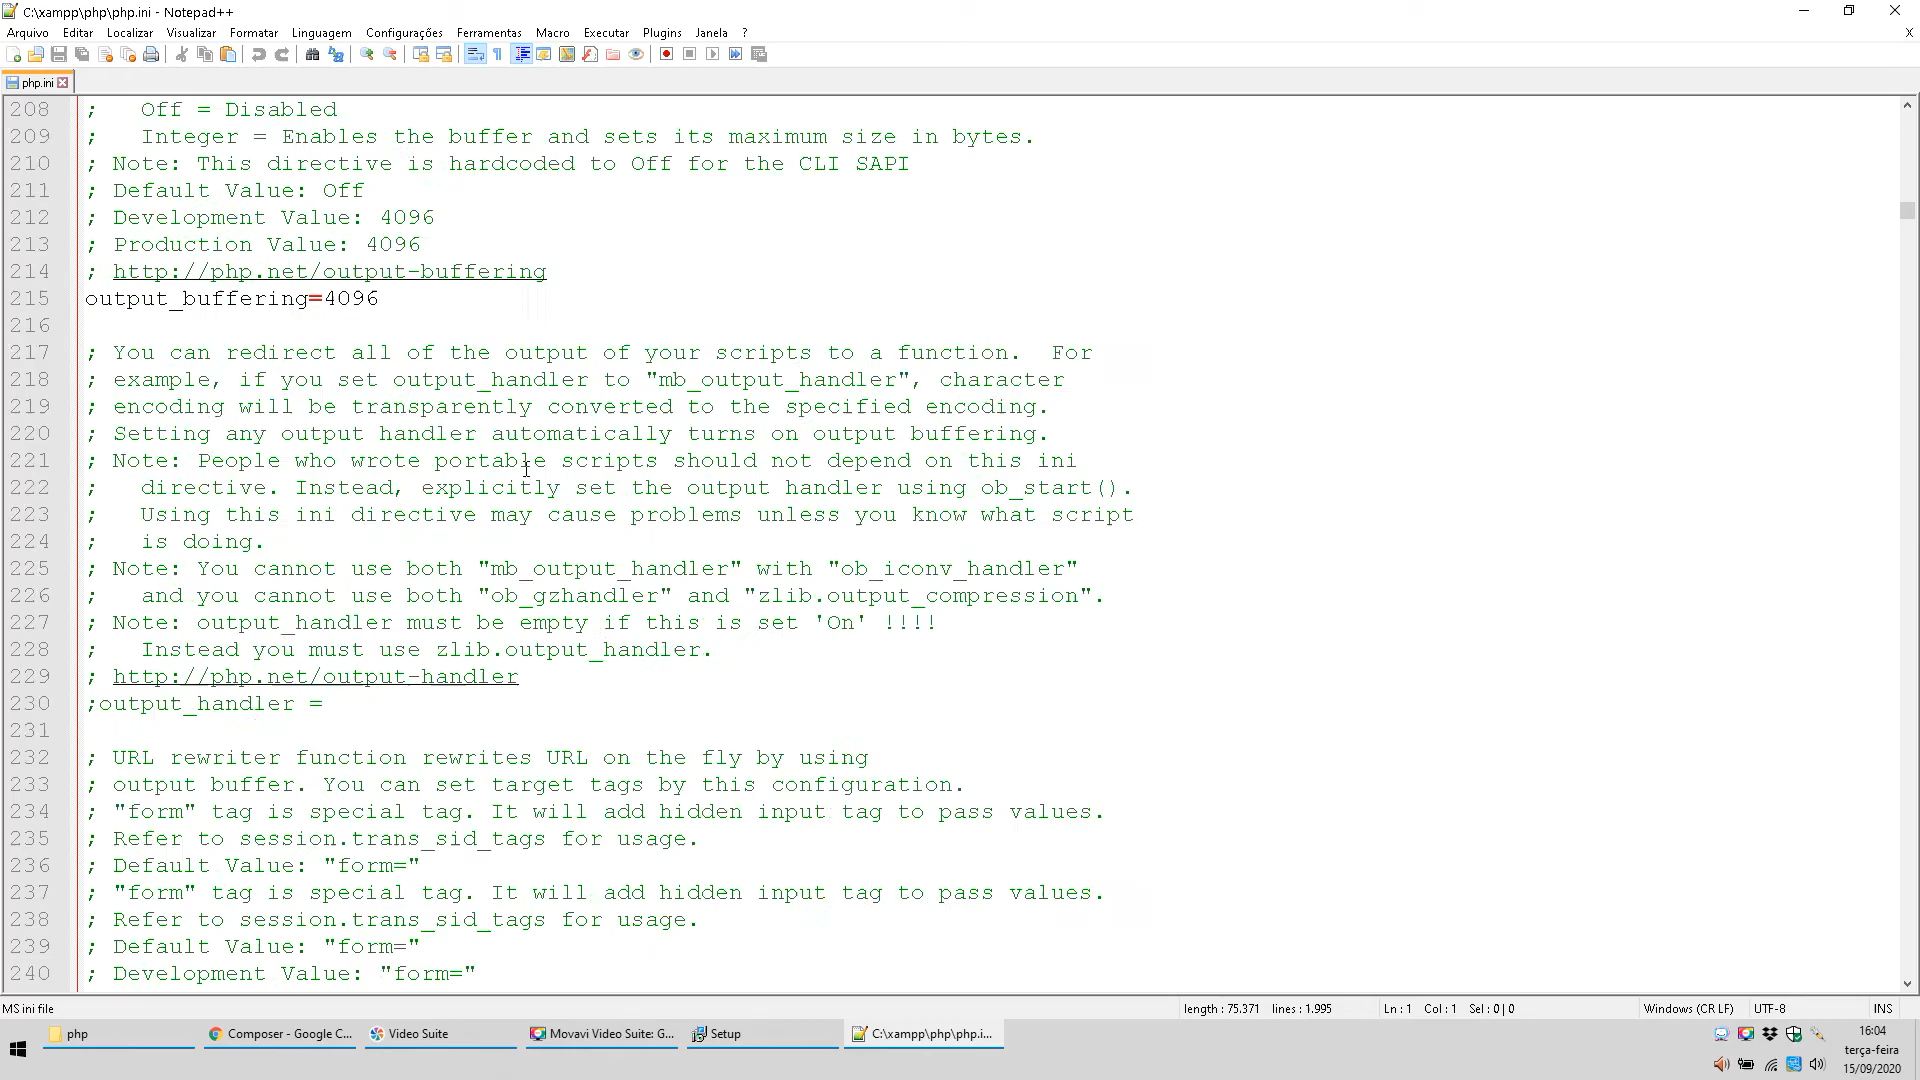 C:\xampp\php\php.ini - Notepad++
Arquivo Editar Localizar Visualizar Formatar Linguagem Configurações Ferramentas Macro Executar Plugins Janela ? X
php.ini
208 ;   Off = Disabled
209 ;   Integer = Enables the buffer and sets its maximum size in bytes.
210 ; Note: This directive is hardcoded to Off for the CLI SAPI
211 ; Default Value: Off
212 ; Development Value: 4096
213 ; Production Value: 4096
214 ; http://php.net/output-buffering
215 output_buffering=4096
216
217 ; You can redirect all of the output of your scripts to a function.  For
218 ; example, if you set output_handler to "mb_output_handler", character
219 ; encoding will be transparently converted to the specified encoding.
220 ; Setting any output handler automatically turns on output buffering.
221 ; Note: People who wrote portable scripts should not depend on this ini
222 ;   directive. Instead, explicitly set the output handler using ob_start().
223 ;   Using this ini directive may cause problems unless you know what script
224 ;   is doing.
225 ; Note: You cannot use both "mb_output_handler" with "ob_iconv_handler"
226 ;   and you cannot use both "ob_gzhandler" and "zlib.output_compression".
227 ; Note: output_handler must be empty if this is set 'On' !!!!
228 ;   Instead you must use zlib.output_handler.
229 ; http://php.net/output-handler
230 ;output_handler =
231
232 ; URL rewriter function rewrites URL on the fly by using
233 ; output buffer. You can set target tags by this configuration.
234 ; "form" tag is special tag. It will add hidden input tag to pass values.
235 ; Refer to session.trans_sid_tags for usage.
236 ; Default Value: "form="
237 ; "form" tag is special tag. It will add hidden input tag to pass values.
238 ; Refer to session.trans_sid_tags for usage.
239 ; Default Value: "form="
240 ; Development Value: "form="
MS ini file length : 75.371 lines : 1.995 Ln : 1 Col : 1 Sel : 0 | 0 Windows (CR LF) UTF-8 INS
php Composer - Google C... Video Suite Movavi Video Suite: G... Setup C:\xampp\php\php.i...
16:04
terça-feira
15/09/2020